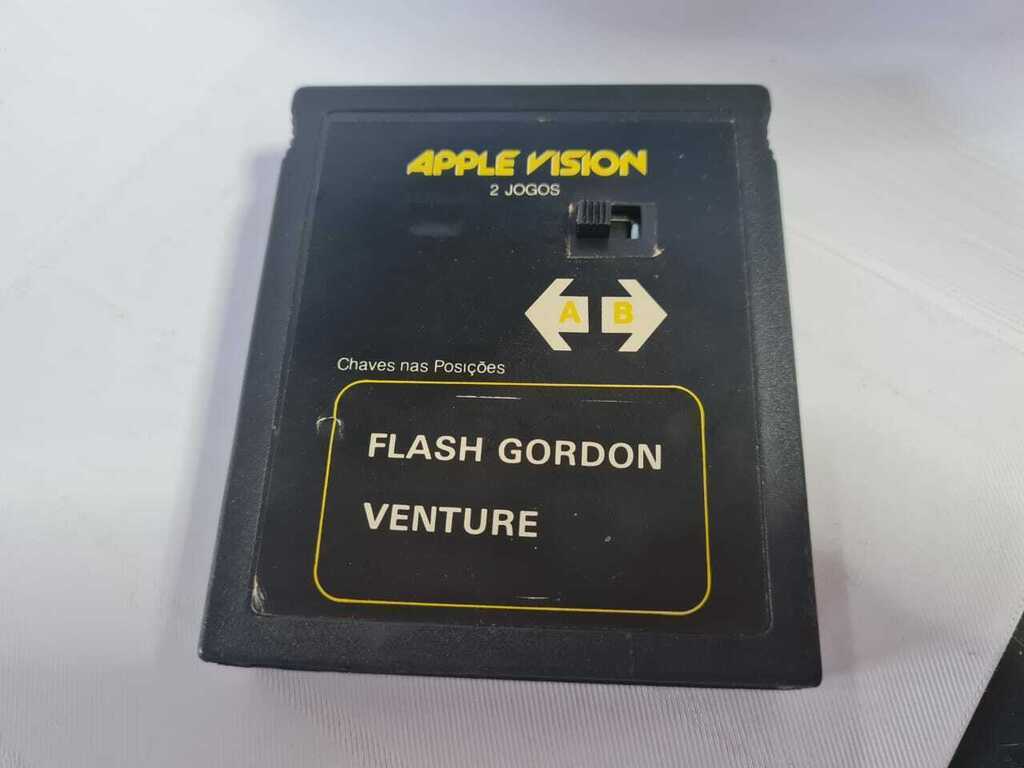 APPLE VISION
2 JOGOS
A B
Chaves nas Posições
FLASH GORDON
VENTURE